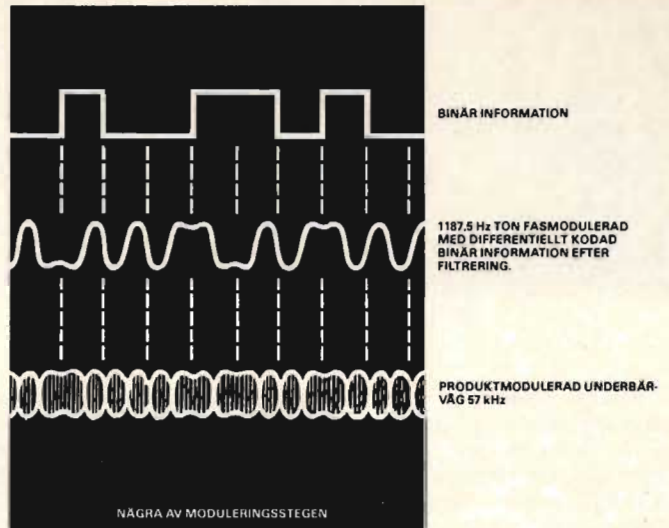 BINÄR INFORMATION
1187.5 Hz TON FASMODULERAD
MED DIFFERENTIELLT KODAD
BINÄR INFORMATION EFTER
FILTRERING.
PRODUKTMODULERAD UNDERBÄR-
VÅG 57 kHz
NÅGRA AV MODULERINGSSTEGEN